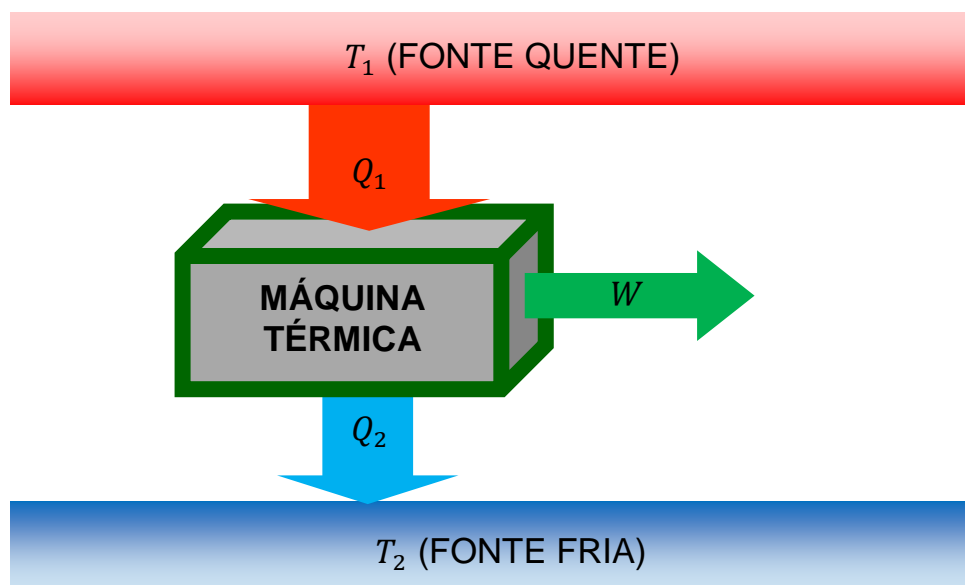 T₁ (FONTE QUENTE)
Q₁
MÁQUINA
TÉRMICA
W
Q₂
T₂ (FONTE FRIA)